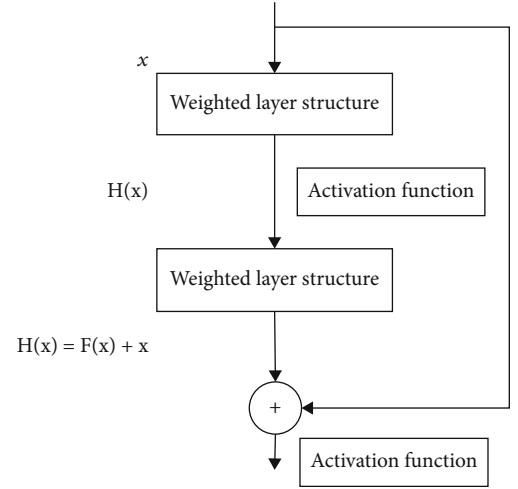 x
Weighted layer structure
H(x)
Activation function
Weighted layer structure
H(x) = F(x) + x
+
Activation function